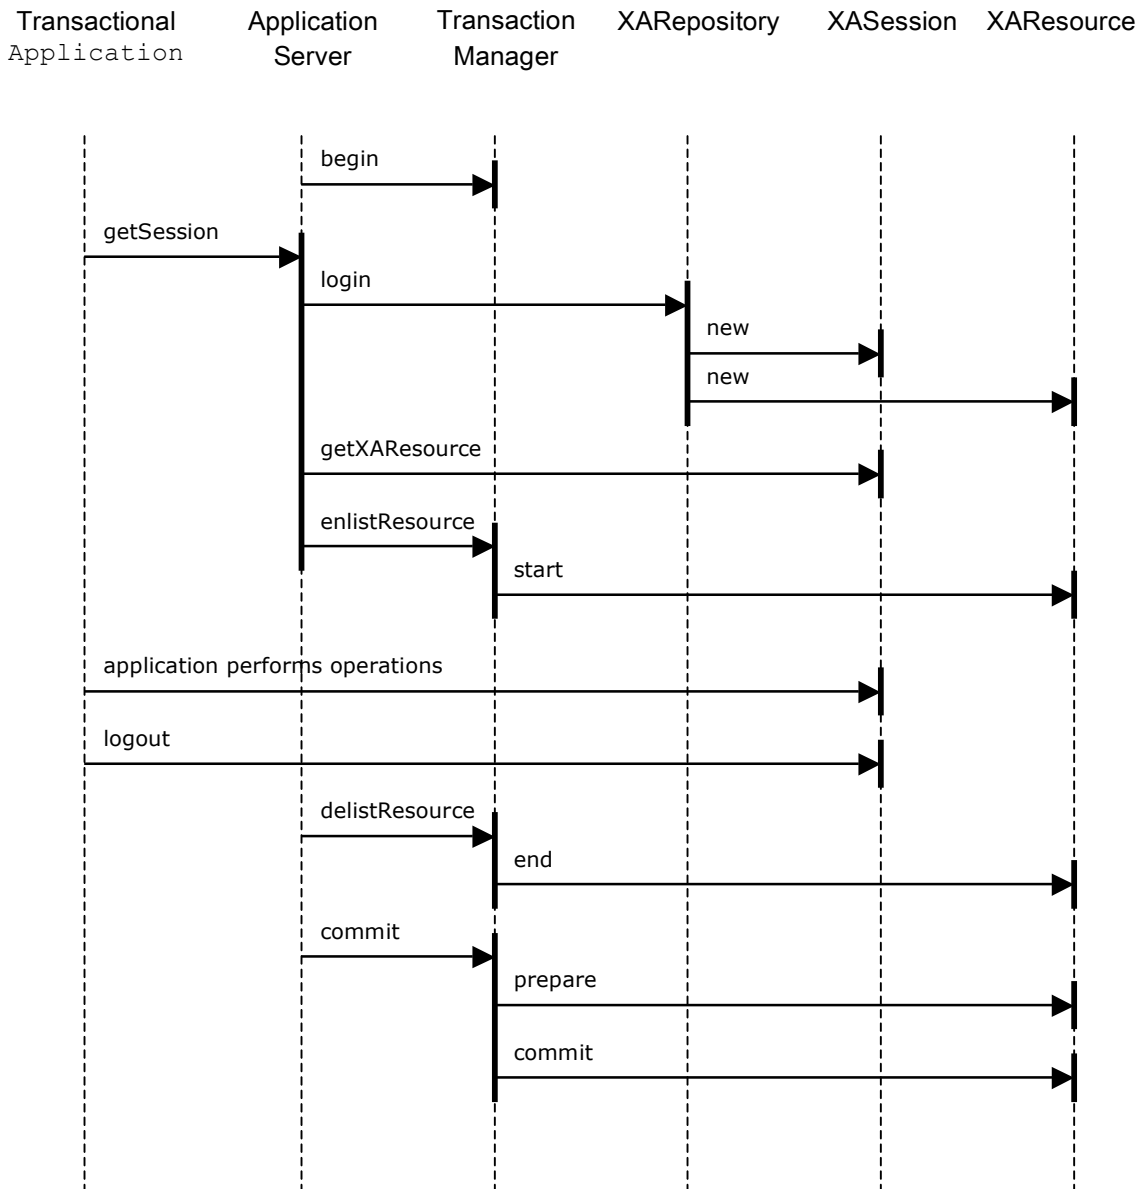 Transactional
Application
Application
Server
Transaction
Manager
XARepository
XASession
XAResource
begin
getSession
login
new
new
getXAResource
enlistResource
start
application performs operations
logout
delistResource
end
commit
prepare
commit